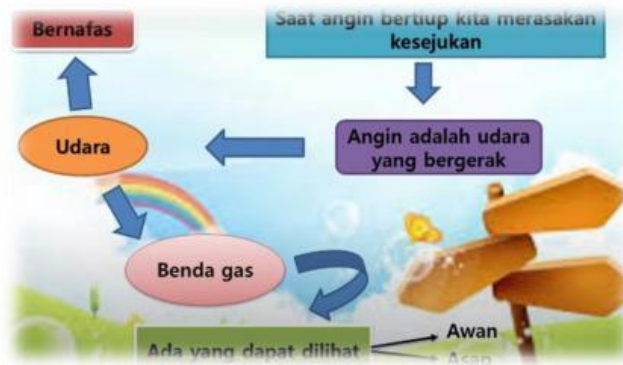 Saat angin bertiup kita merasakan
kesejukan
Bernafas
Angin adalah udara
yang bergerak
Udara
Benda gas
Ada yang dapat dilihat
Awan
Asap